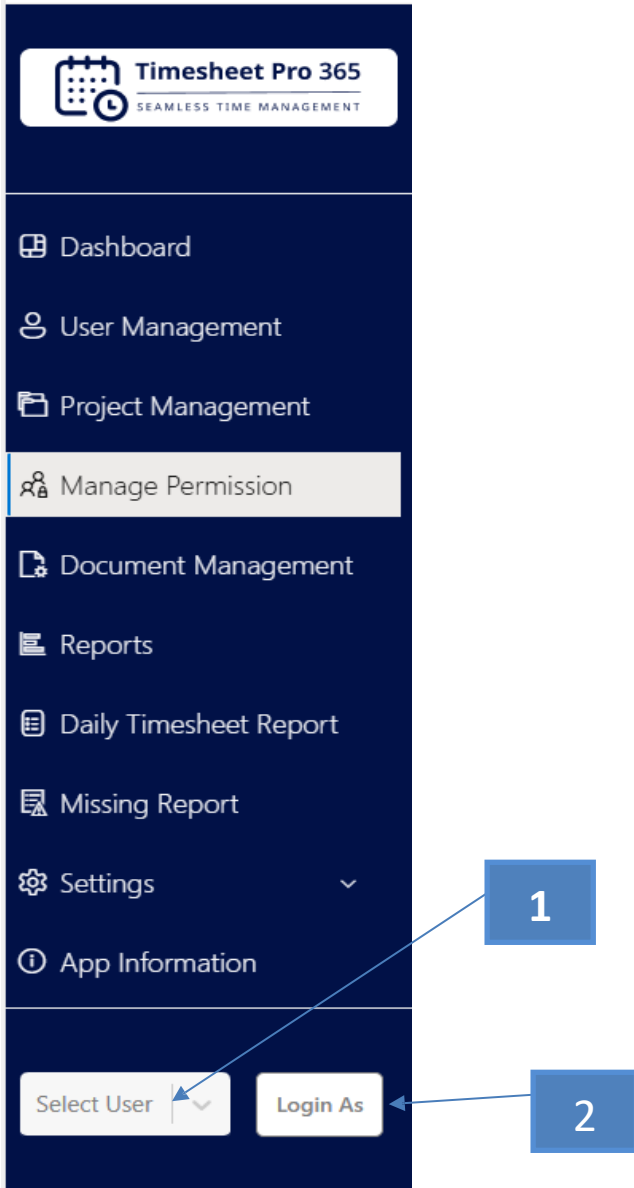 Timesheet Pro 365
SEAMLESS TIME MANAGEMENT
Dashboard
User Management
Project Management
Manage Permission
Document Management
Reports
Daily Timesheet Report
Missing Report
Settings
1
App Information
Select User
Login As
2